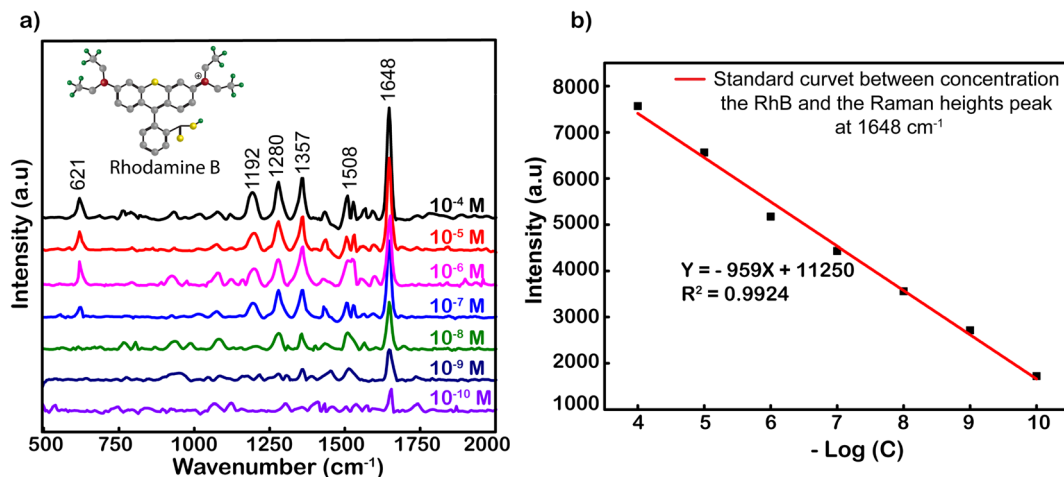 a)
Intensity (a.u)
Rhodamine B
⊕
621
1192
1280
1357
1508
1648
10⁻⁴ M
10⁻⁵ M
10⁻⁶ M
10⁻⁷ M
10⁻⁸ M
10⁻⁹ M
10⁻¹⁰ M
500 750 1000 1250 1500 1750 2000
Wavenumber (cm⁻¹)
b)
Intensity (a.u)
8000
7000
6000
5000
4000
3000
2000
1000
Standard curvet between concentration
the RhB and the Raman heights peak
at 1648 cm⁻¹
Y = - 959X + 11250
R² = 0.9924
4 5 6 7 8 9 10
- Log (C)